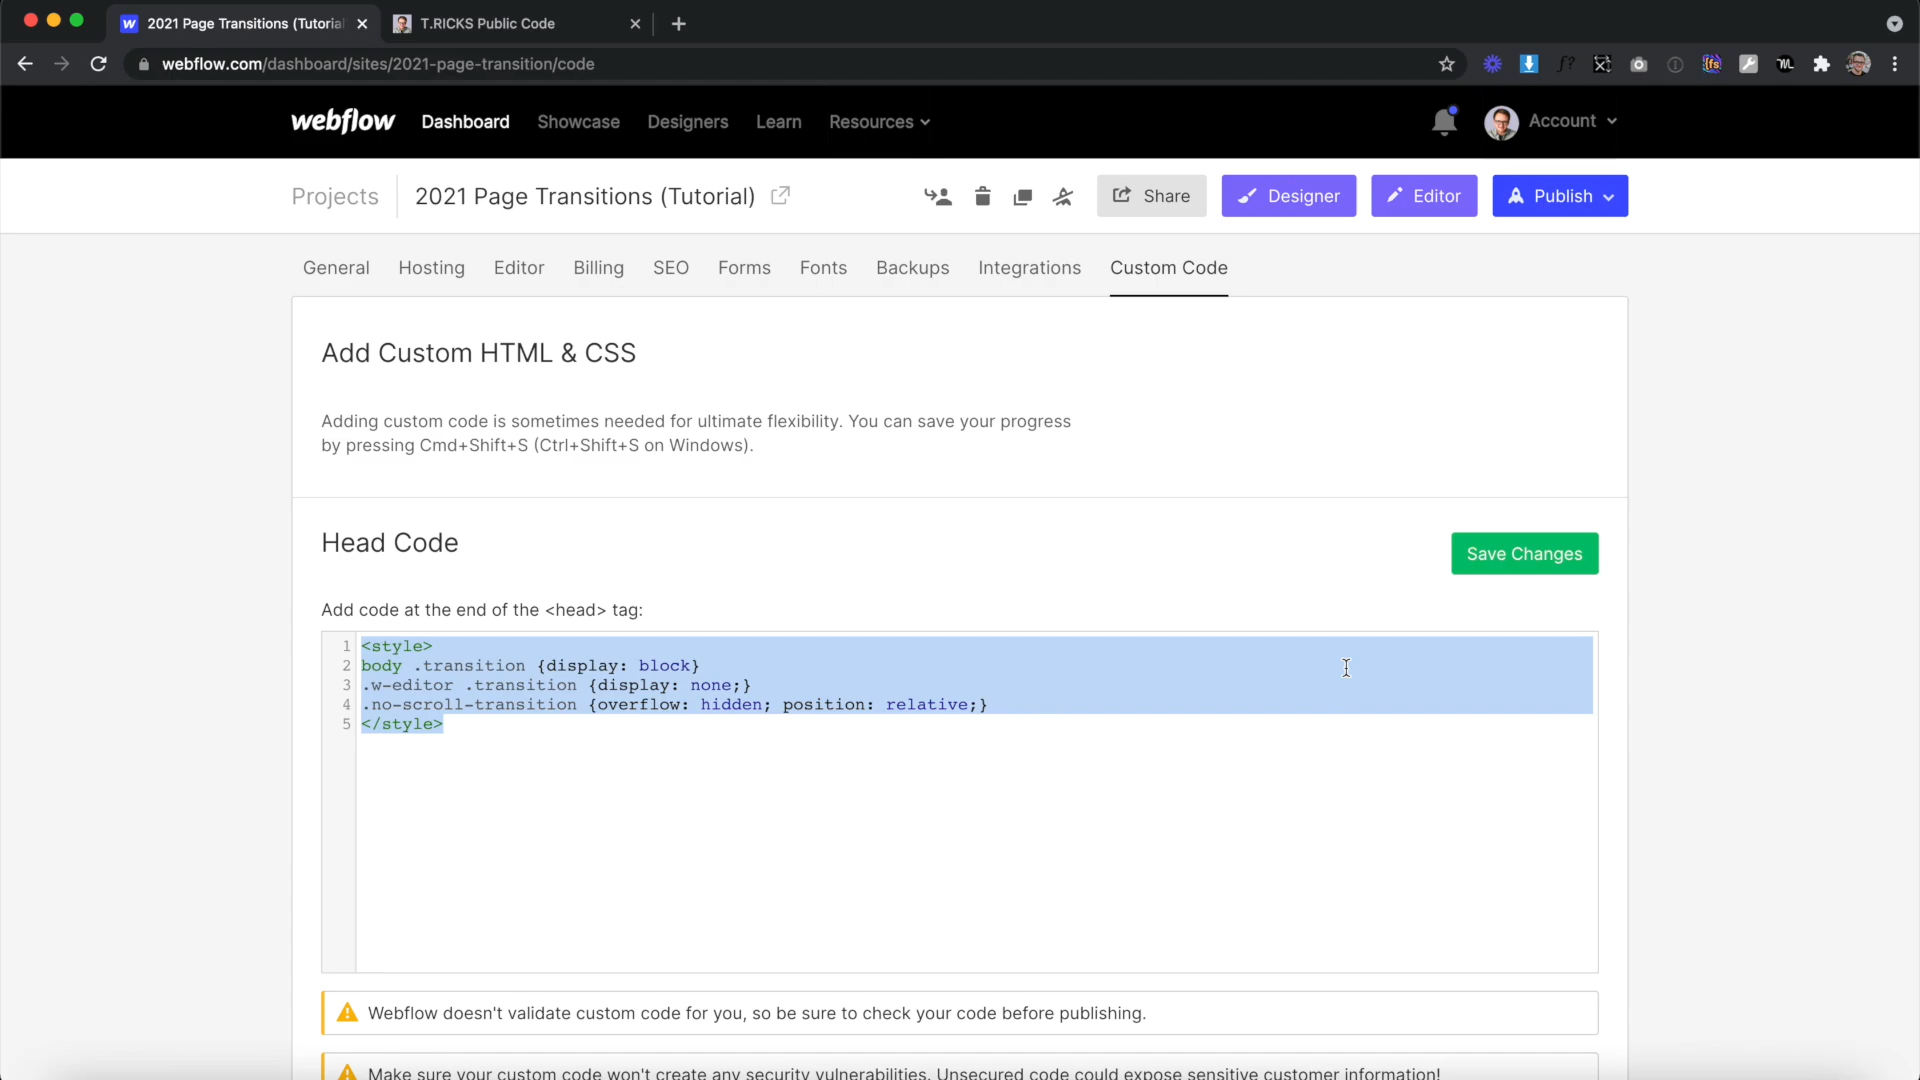 2021 Page Transitions (Tutoria
T.RICKS Public Code
webflow.com/dashboard/sites/2021-page-transition/code
webflow
Dashboard
Showcase
Designers
Learn
Resources
Account
Projects
2021 Page Transitions (Tutorial)
Share
Designer
Editor
Publish
General
Hosting
Editor
Billing
SEO
Forms
Fonts
Backups
Integrations
Custom Code
Add Custom HTML & CSS
Adding custom code is sometimes needed for ultimate flexibility. You can save your progress
by pressing Cmd+Shift+S (Ctrl+Shift+S on Windows).
Head Code
Save Changes
Add code at the end of the <head> tag:
1 <style>
2 body .transition {display: block}
3 .w-editor .transition {display: none;}
4 .no-scroll-transition {overflow: hidden; position: relative;}
5 </style>
Webflow doesn't validate custom code for you, so be sure to check your code before publishing.
Make sure your custom code won't create any security vulnerabilities. Unsecured code could expose sensitive customer information!